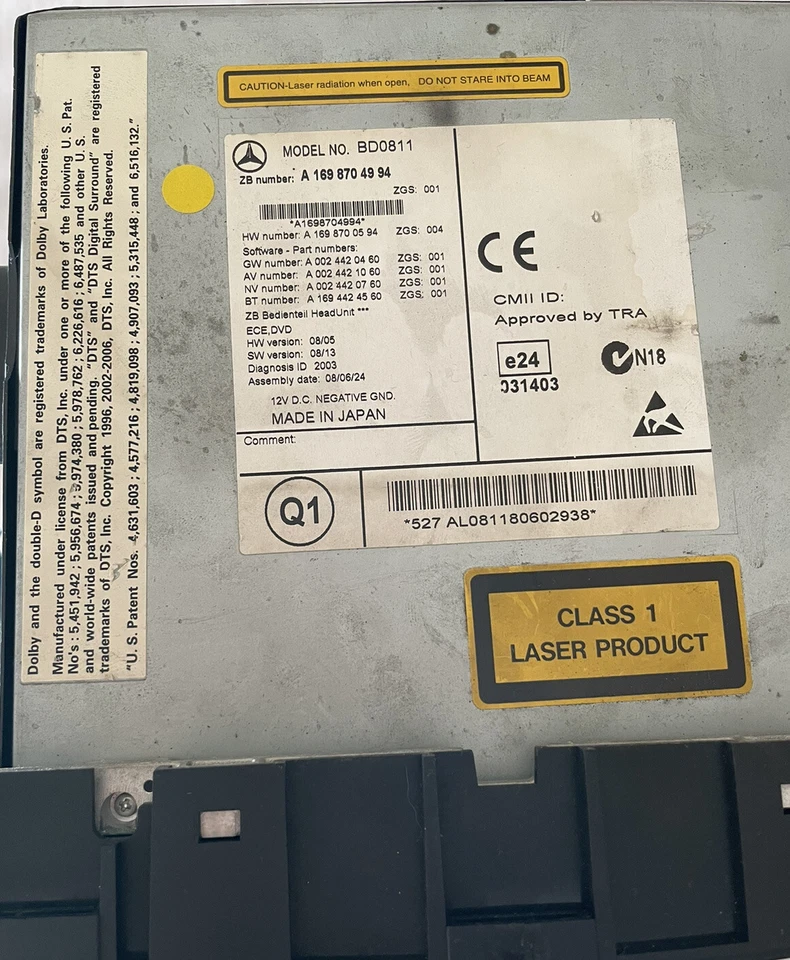 Dolby and the double-D symbol are registered trademarks of Dolby Laboratories.
Manufactured under license from DTS, Inc. under one or more of the following U. S. Pat.
No's : 5,451,942 ; 5,956,674 ; 5,974,380 ; 5,978,762 ; 6,226,616 ; 6,487,535 and other U. S.
and world-wide patents issued and pending. "DTS" and "DTS Digital Surround" are registered
trademarks of DTS, Inc. Copyright 1996, 2002-2006, DTS, Inc. All Rights Reserved.
"U. S. Patent Nos. 4,631,603 ; 4,577,216 ; 4,819,098 ; 4,907,093 ; 5,315,448 ; and 6,516,132."
CAUTION-Laser radiation when open, DO NOT STARE INTO BEAM
MODEL NO. BD0811
ZB number: A 169 870 49 94
ZGS: 001
*A1698704994*
HW number: A 169 870 05 94 ZGS: 004
Software - Part numbers:
GW number: A 002 442 04 60 ZGS: 001
AV number: A 002 442 10 60 ZGS: 001
NV number: A 002 442 07 60 ZGS: 001
BT number: A 169 442 45 60 ZGS: 001
ZB Bedienteil HeadUnit ***
ECE,DVD
HW version: 08/05
SW version: 08/13
Diagnosis ID 2003
Assembly date: 08/06/24
12V D.C. NEGATIVE GND.
MADE IN JAPAN
Comment:
CE
CMII ID:
Approved by TRA
e24
031403
N18
Q1
*527 AL081180602938*
CLASS 1
LASER PRODUCT